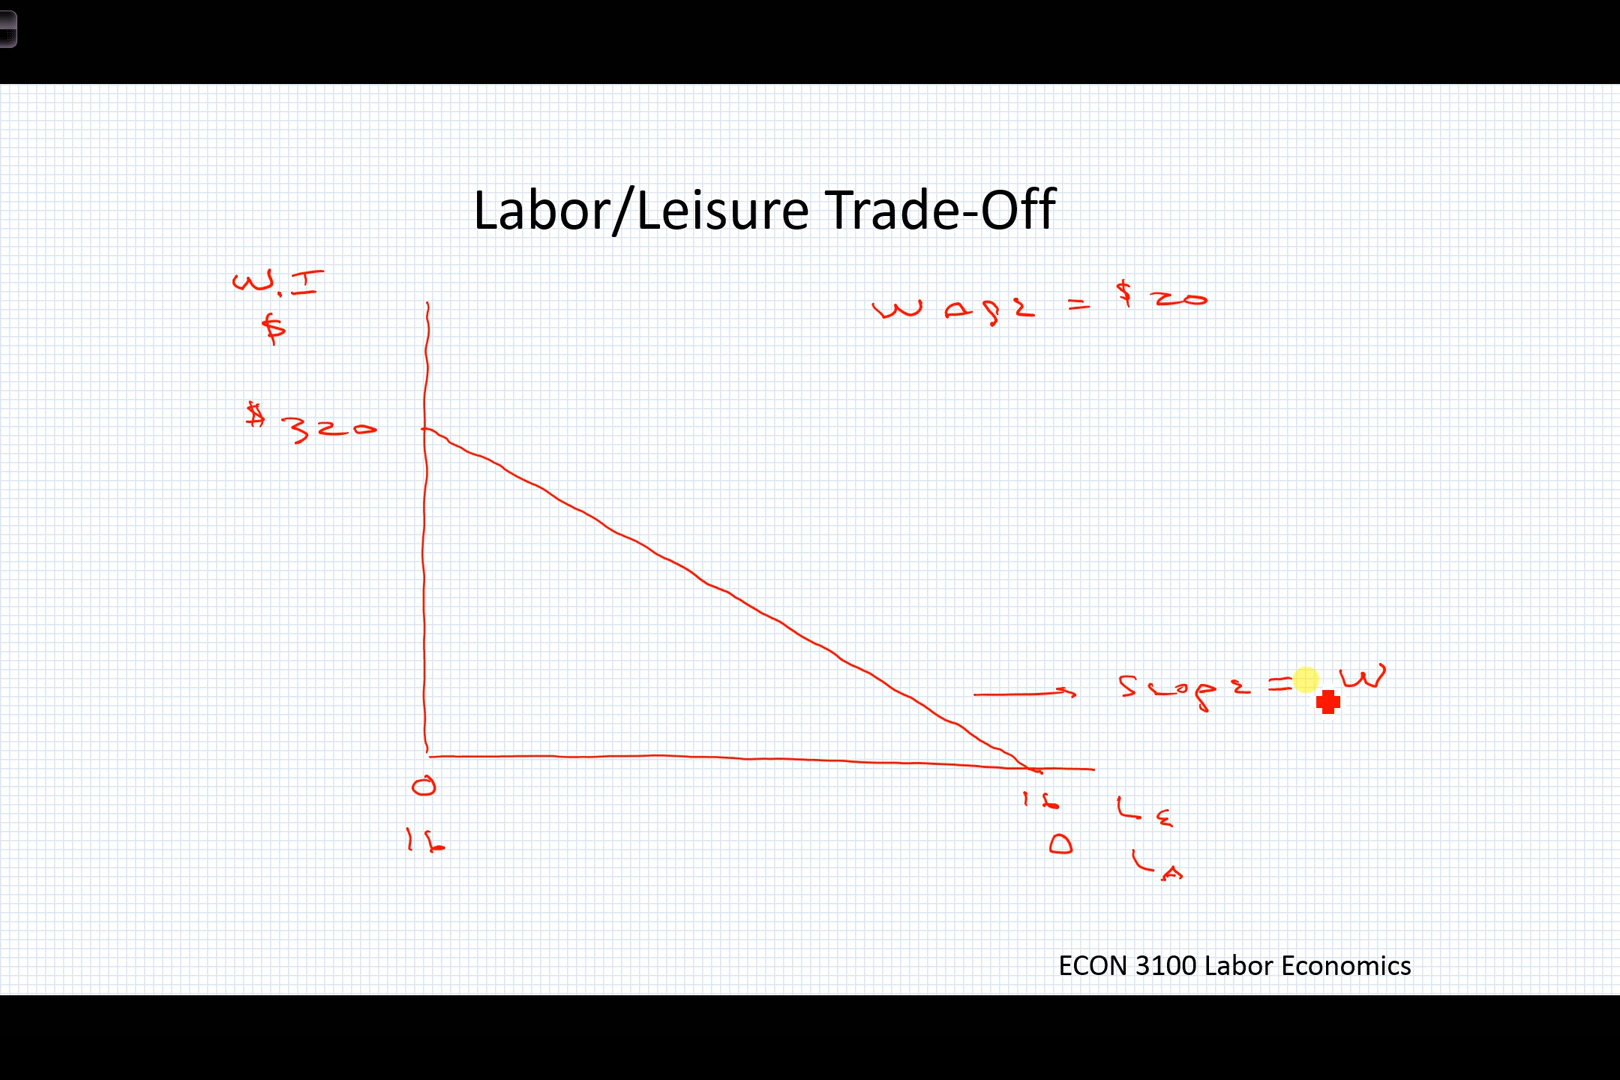 Labor/Leisure Trade-Off
W.I
$
Wage = $20
$320
Slope = W
0
16
16
0
LE
LA
ECON 3100 Labor Economics